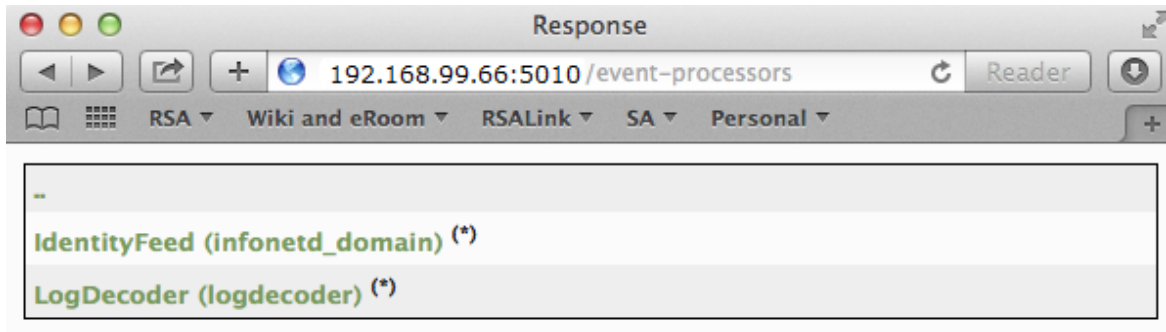 Response
192.168.99.66:5010/event-processors Reader
RSA Wiki and eRoom RSALink SA Personal
..
IdentityFeed (infonetd_domain) (*)
LogDecoder (logdecoder) (*)